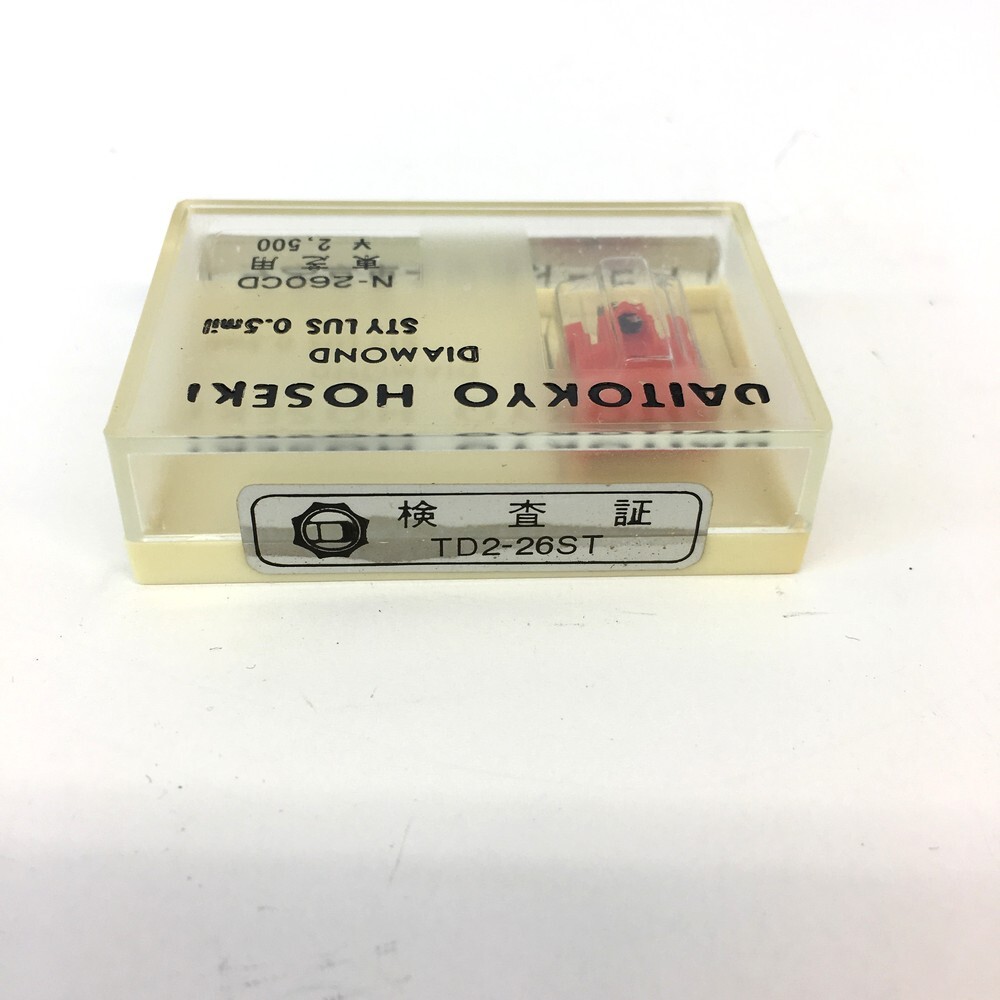 DAITOKYO HOSEKI
DIAMOND
STYLUS 0.5mil
N-260CD
東芝用
¥ 2,500
検査証
TD2-26ST